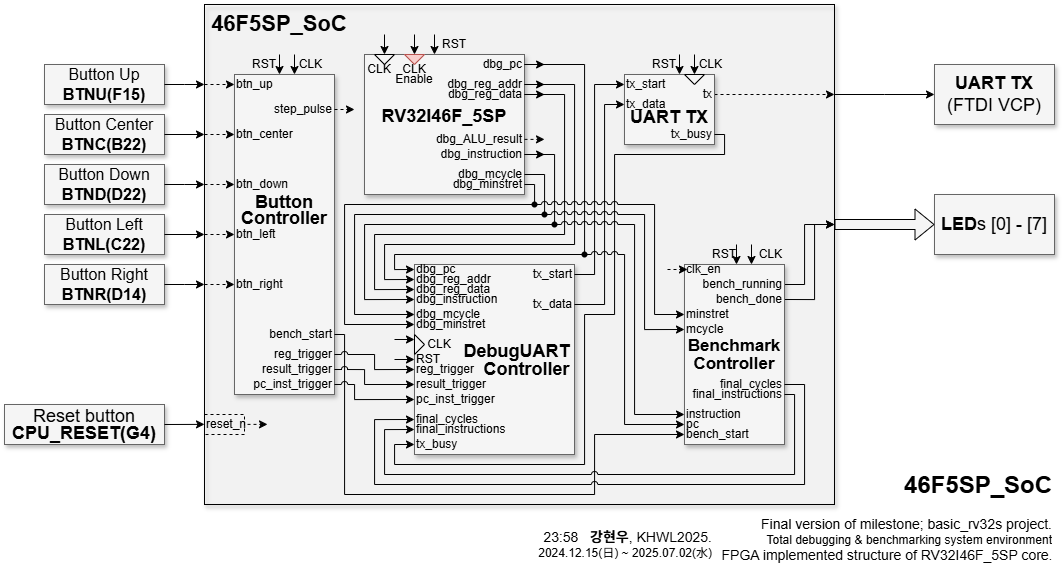 46F5SP_SoC
Button Up
BTNU(F15)
Button Center
BTNC(B22)
Button Down
BTND(D22)
Button Left
BTNL(C22)
Button Right
BTNR(D14)
Reset button
CPU_RESET(G4)
reset_n
RST
CLK
btn_up
step_pulse
btn_center
btn_down
Button
Controller
btn_left
btn_right
bench_start
reg_trigger
result_trigger
pc_inst_trigger
RST
CLK
CLK
Enable
dbg_pc
dbg_reg_addr
dbg_reg_data
RV32I46F_5SP
dbg_ALU_result
dbg_instruction
dbg_mcycle
dbg_minstret
RST
CLK
tx_start
tx
tx_data
UART TX
tx_busy
UART TX
(FTDI VCP)
LEDs [0] - [7]
dbg_pc
dbg_reg_addr
dbg_reg_data
dbg_instruction
dbg_mcycle
dbg_minstret
tx_start
tx_data
CLK
RST
DebugUART
Controller
reg_trigger
result_trigger
pc_inst_trigger
final_cycles
final_instructions
tx_busy
RST
CLK
clk_en
bench_running
bench_done
minstret
mcycle
Benchmark
Controller
final_cycles
final_instructions
instruction
pc
bench_start
46F5SP_SoC
23:58 강현우, KHWL2025.
2024.12.15(日) ~ 2025.07.02(水)
Final version of milestone; basic_rv32s project.
Total debugging & benchmarking system environment
FPGA implemented structure of RV32I46F_5SP core.